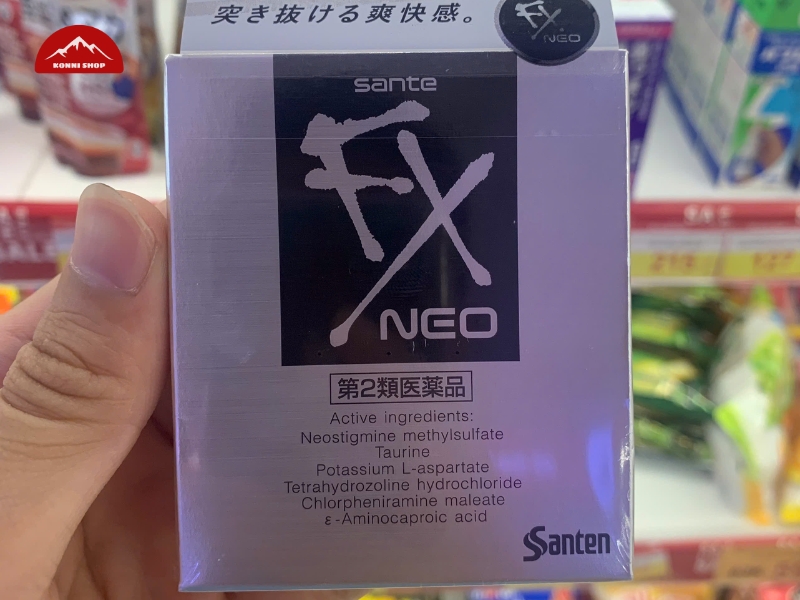 KONNI SHOP
突き抜ける爽快感。
FX NEO
sante
FX
NEO
第2類医薬品
Active ingredients:
Neostigmine methylsulfate
Taurine
Potassium L-aspartate
Tetrahydrozoline hydrochloride
Chlorpheniramine maleate
ε-Aminocaproic acid
Santen